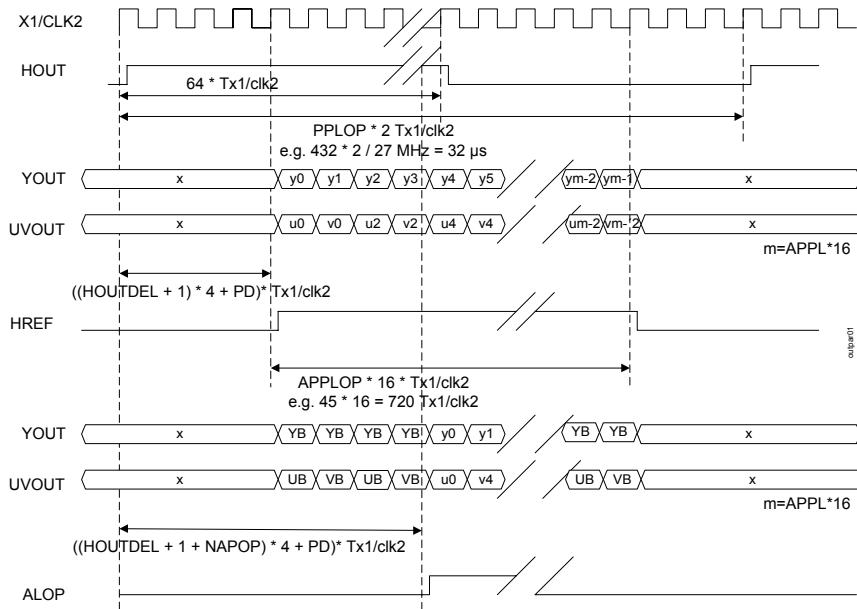 X1/CLK2
HOUT
64 * Tx1/clk2
PPLOP * 2 Tx1/clk2
e.g. 432 * 2 / 27 MHz = 32 µs
YOUT x y0 y1 y2 y3 y4 y5 ym-2 ym-1 x
UVOUT x u0 v0 u2 v2 u4 v4 um-2 vm-'2 x
m=APPL*16
((HOUTDEL + 1) * 4 + PD)* Tx1/clk2
HREF
outpar01
APPLOP * 16 * Tx1/clk2
e.g. 45 * 16 = 720 Tx1/clk2
YOUT x YB YB YB YB y0 y1 YB YB x
UVOUT x UB VB UB VB u0 v4 UB VB x
m=APPL*16
((HOUTDEL + 1 + NAPOP) * 4 + PD)* Tx1/clk2
ALOP